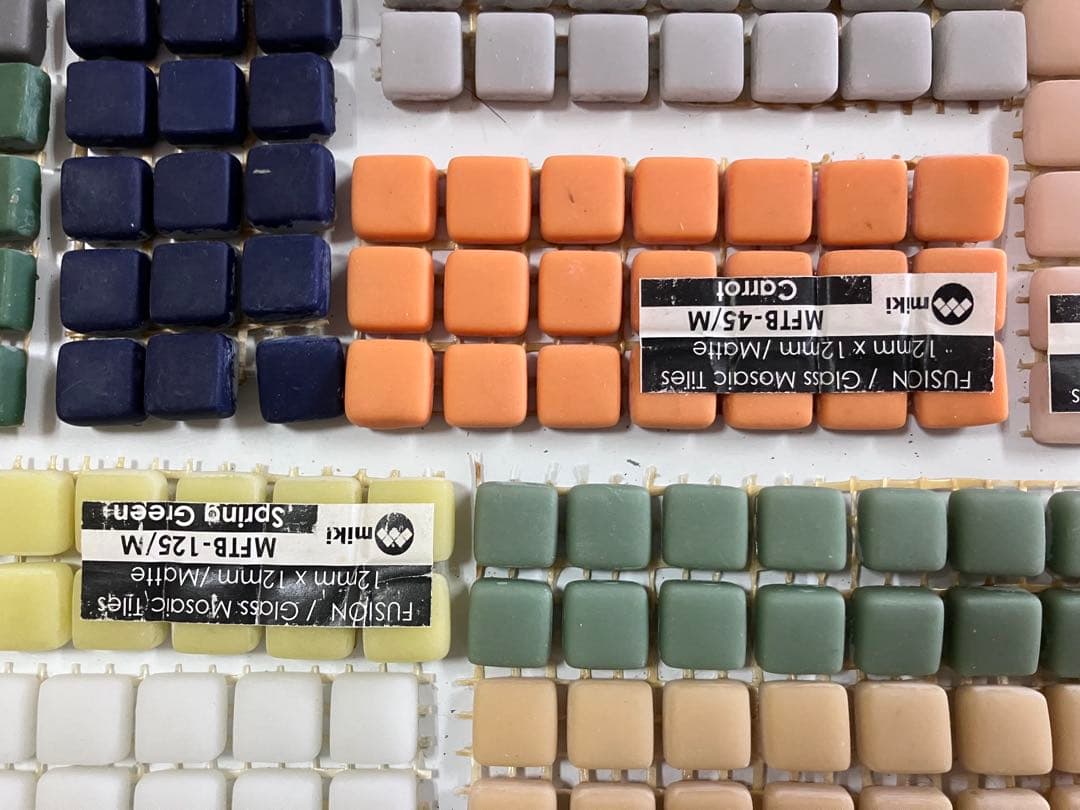 FUSION / Glass Mosaic Tiles
12mm x 12mm / Matte
MFTB-45/M
miki
Carrot
FUSION / Glass Mosaic Tiles
12mm x 12mm / Matte
MFTB-125/M
miki
Spring Green